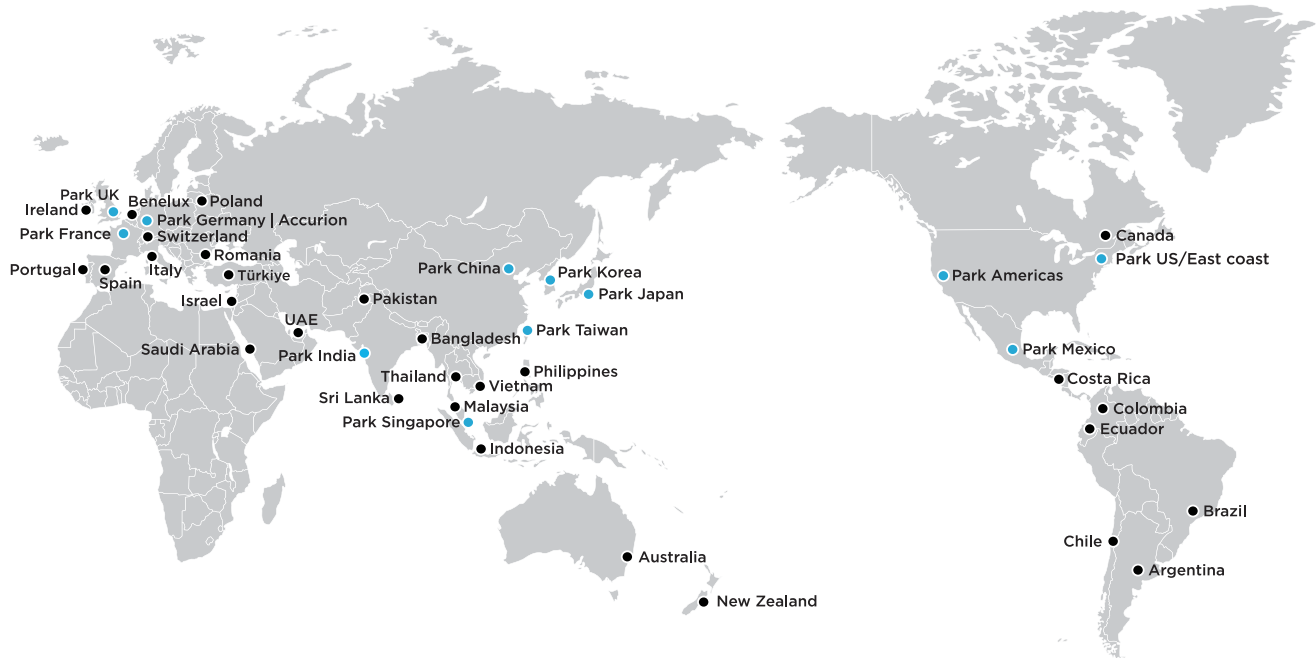 Park UK
Benelux
Poland
Ireland
Park Germany | Accurion
Park France
Switzerland
Romania
Portugal
Spain
Italy
Türkiye
Park China
Park Korea
Park Japan
Israel
Pakistan
UAE
Park Taiwan
Bangladesh
Saudi Arabia
Park India
Philippines
Thailand
Vietnam
Sri Lanka
Malaysia
Park Singapore
Indonesia
Australia
New Zealand
Canada
Park US/East coast
Park Americas
Park Mexico
Costa Rica
Colombia
Ecuador
Brazil
Chile
Argentina